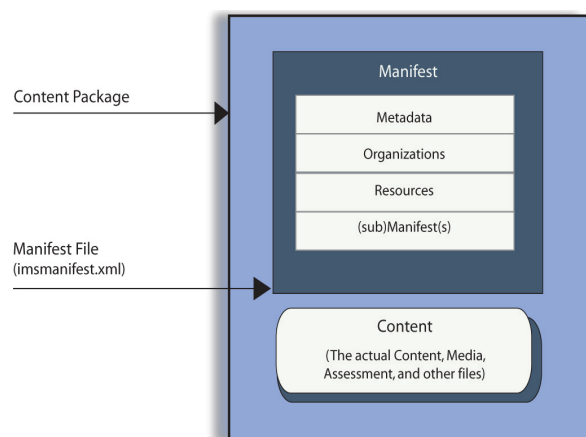 Manifest
Content Package
Metadata
Organizations
Resources
(sub)Manifest(s)
Manifest File
(imsmanifest.xml)
Content
(The actual Content, Media,
Assessment, and other files)